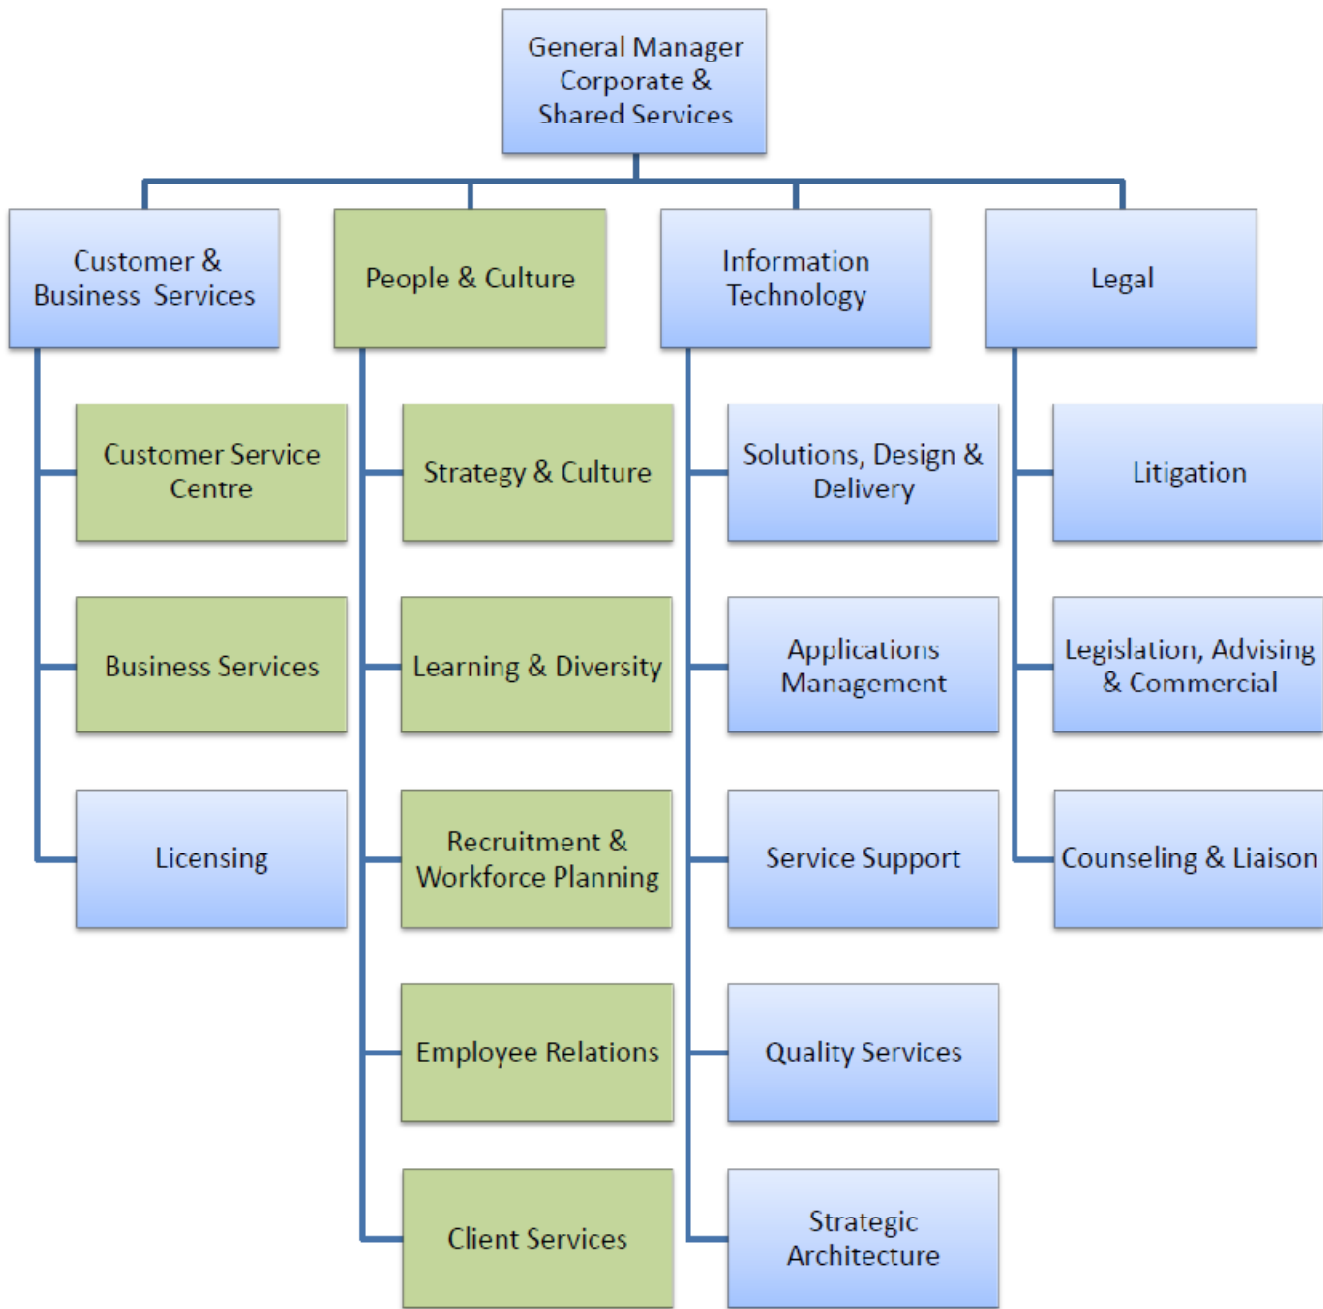 General Manager
Corporate &
Shared Services
Customer &
Business Services
People & Culture
Information
Technology
Legal
Customer Service
Centre
Strategy & Culture
Solutions, Design &
Delivery
Litigation
Business Services
Learning & Diversity
Applications
Management
Legislation, Advising
& Commercial
Licensing
Recruitment &
Workforce Planning
Service Support
Counseling & Liaison
Employee Relations
Quality Services
Client Services
Strategic
Architecture